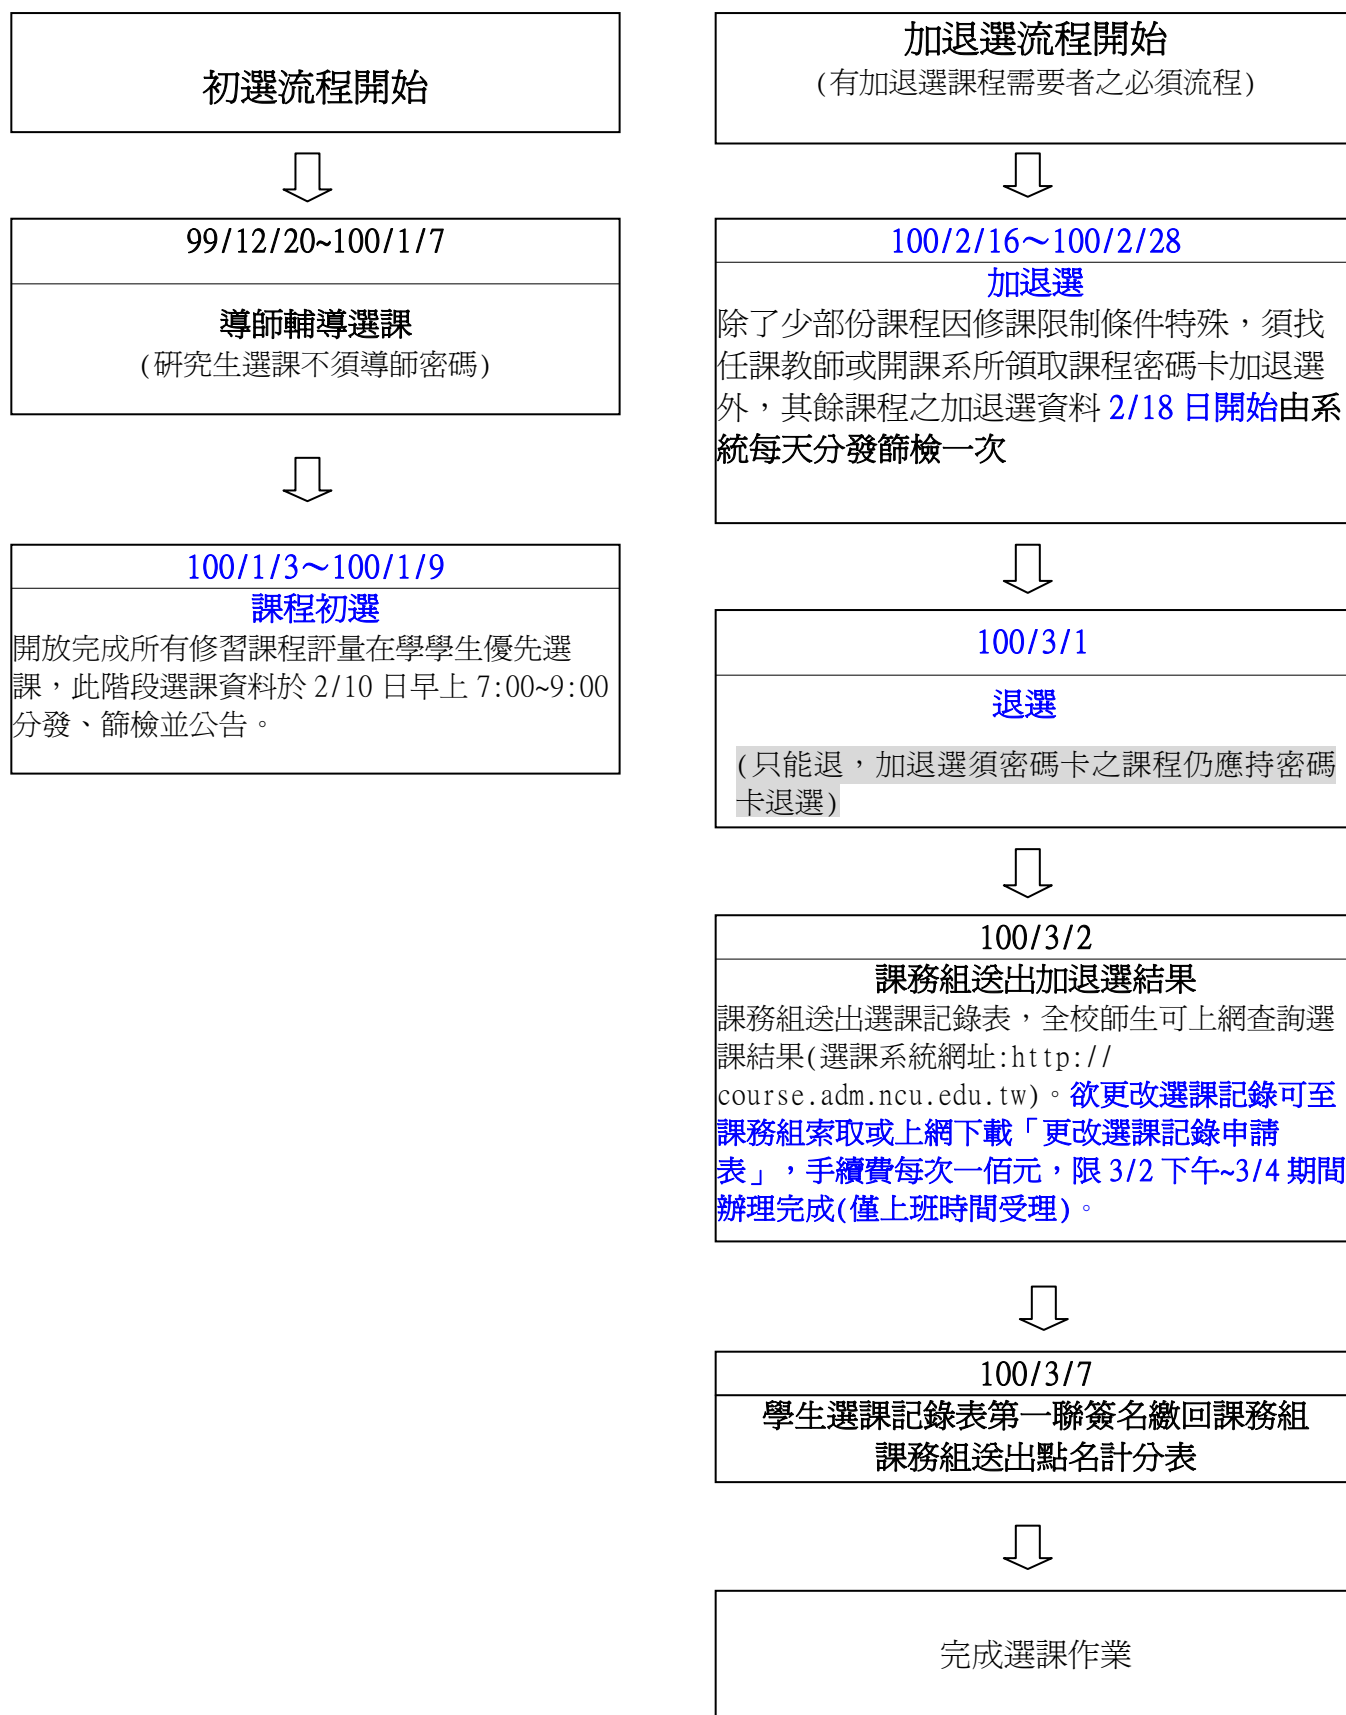 初選流程開始
99/12/20~100/1/7
導師輔導選課
(研究生選課不須導師密碼)
100/1/3～100/1/9
課程初選
開放完成所有修習課程評量在學學生優先選
課，此階段選課資料於 2/10 日早上 7:00~9:00
分發、篩檢並公告。
加退選流程開始
(有加退選課程需要者之必須流程)
100/2/16～100/2/28
加退選
除了少部份課程因修課限制條件特殊，須找
任課教師或開課系所領取課程密碼卡加退選
外，其餘課程之加退選資料 2/18 日開始由系
統每天分發篩檢一次
100/3/1
退選
(只能退，加退選須密碼卡之課程仍應持密碼
卡退選)
100/3/2
課務組送出加退選結果
課務組送出選課記錄表，全校師生可上網查詢選
課結果(選課系統網址:http://
course.adm.ncu.edu.tw)。欲更改選課記錄可至
課務組索取或上網下載「更改選課記錄申請
表」，手續費每次一佰元，限 3/2 下午~3/4 期間
辦理完成(僅上班時間受理)。
100/3/7
學生選課記錄表第一聯簽名繳回課務組
課務組送出點名計分表
完成選課作業